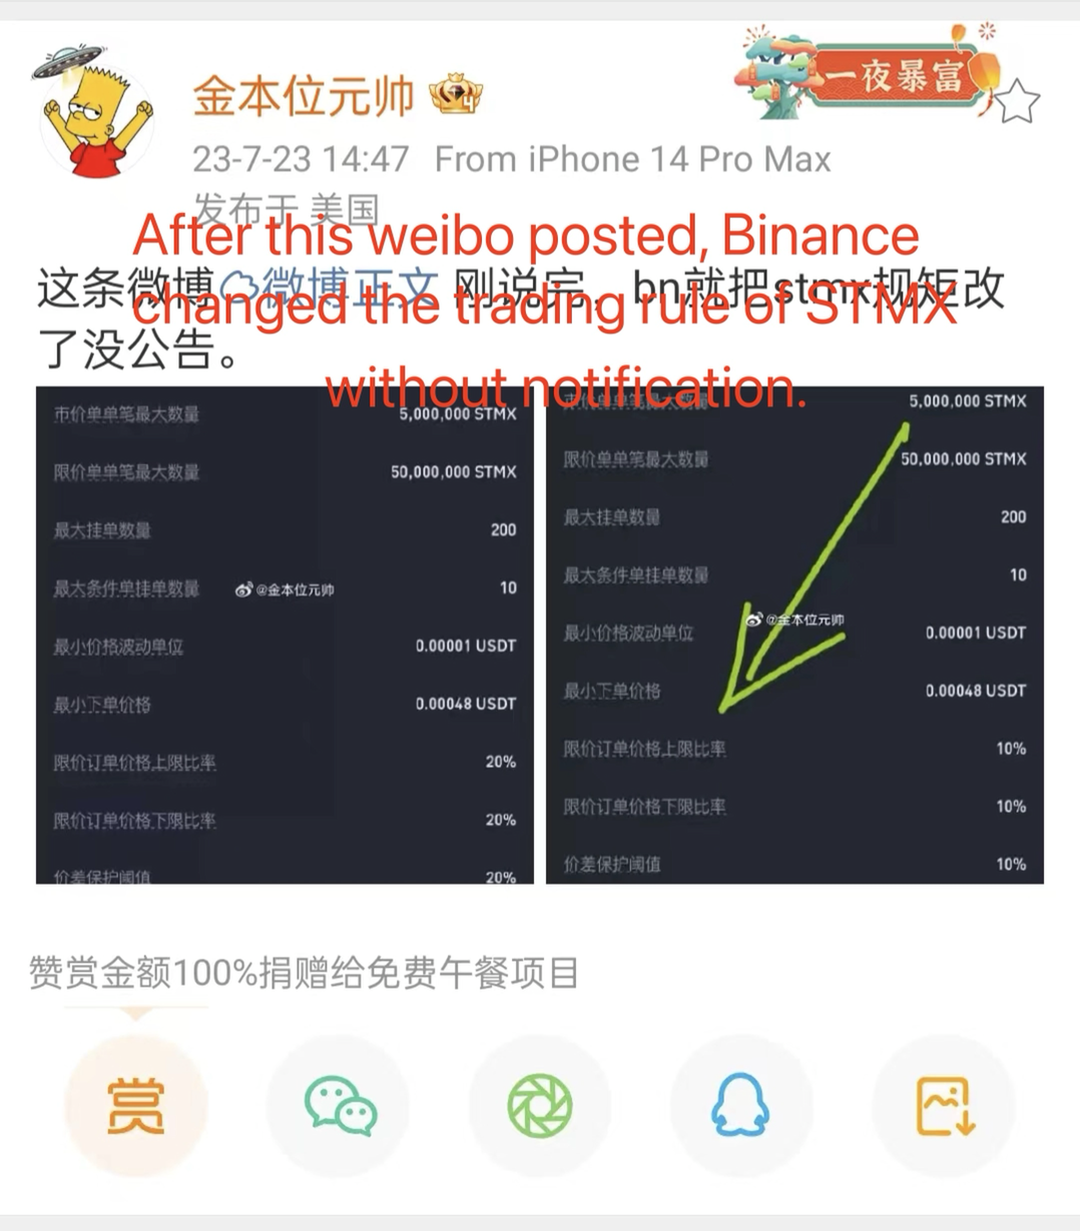 金本位元帅
4
一夜暴富
23-7-23 14:47 From iPhone 14 Pro Max
发布于 美国
After this weibo posted, Binance
changed the trading rule of STMX
without notification.
这条微博 微博正文 刚说完，bn就把stmx规矩改
了没公告。
市价单单笔最大数量 5,000,000 STMX
限价单单笔最大数量 50,000,000 STMX
最大挂单数量 200
最大条件单挂单数量 10
@金本位元帅
最小价格波动单位 0.00001 USDT
最小下单价格 0.00048 USDT
限价订单价格上限比率 20%
限价订单价格下限比率 20%
价差保护阈值 20%
市价单单笔最大数量 5,000,000 STMX
限价单单笔最大数量 50,000,000 STMX
最大挂单数量 200
最大条件单挂单数量 10
@金本位元帅
最小价格波动单位 0.00001 USDT
最小下单价格 0.00048 USDT
限价订单价格上限比率 10%
限价订单价格下限比率 10%
价差保护阈值 10%
赞赏金额100%捐赠给免费午餐项目
赏